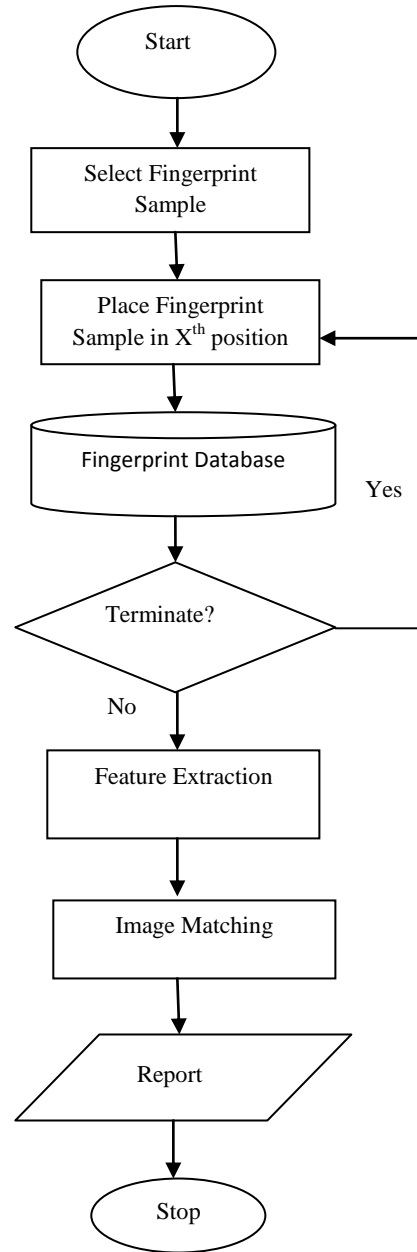 Start
Select Fingerprint
Sample
Place Fingerprint
Sample in Xth position
Fingerprint Database
Yes
Terminate?
No
Feature Extraction
Image Matching
Report
Stop